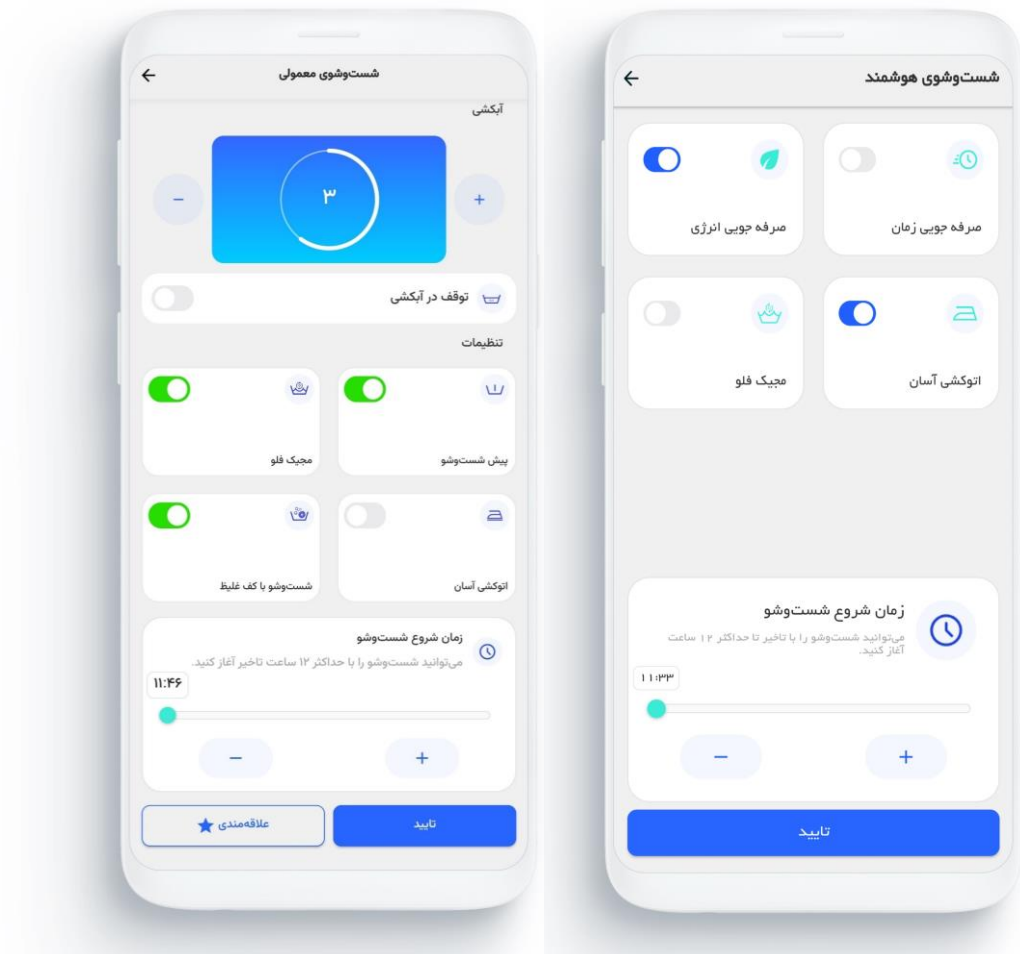 شست‌وشوی معمولی
آبکشی
+
۳
−
توقف در آبکشی
تنظیمات
پیش شست‌وشو
مجیک فلو
اتوکشی آسان
شست‌وشو با کف غلیظ
زمان شروع شست‌وشو
می‌توانید شست‌وشو را با حداکثر ۱۲ ساعت تاخیر آغاز کنید.
۱۱:۴۶
+
−
تایید
علاقه‌مندی
شست‌وشوی هوشمند
صرفه جویی زمان
صرفه جویی انرژی
اتوکشی آسان
مجیک فلو
زمان شروع شست‌وشو
می‌توانید شست‌وشو را با تاخیر تا حداکثر ۱۲ ساعت
آغاز کنید.
۱۱:۳۳
+
−
تایید